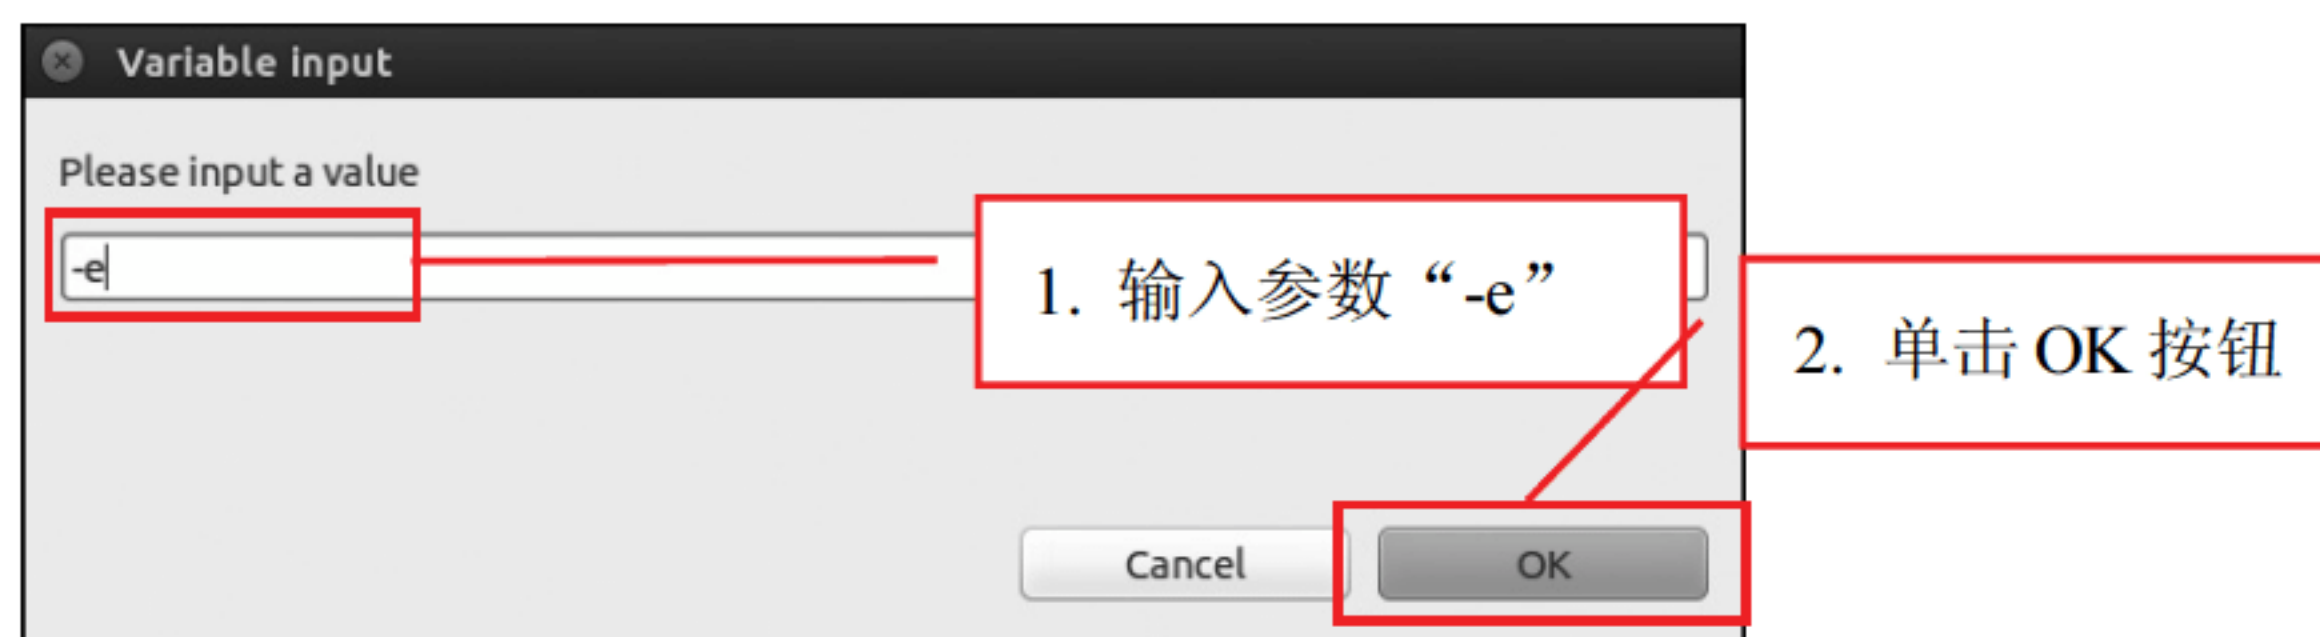 Variable input
Please input a value
-e
1. 输入参数“-e”
2. 单击 OK 按钮
Cancel
OK